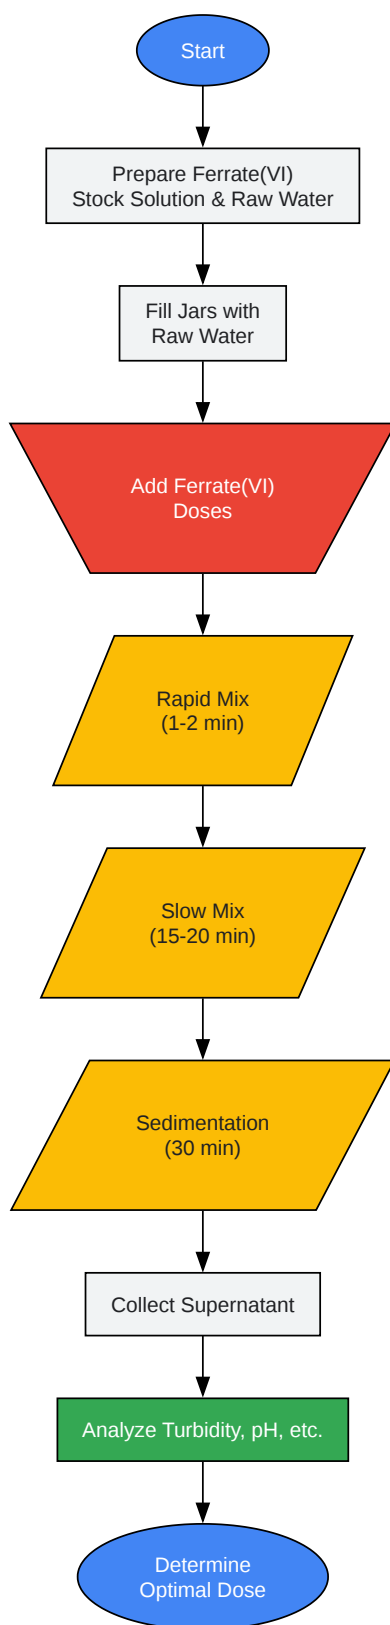 Start
Prepare Ferrate(VI)
Stock Solution & Raw Water
Fill Jars with
Raw Water
Add Ferrate(VI)
Doses
Rapid Mix
(1-2 min)
Slow Mix
(15-20 min)
Sedimentation
(30 min)
Collect Supernatant
Analyze Turbidity, pH, etc.
Determine
Optimal Dose